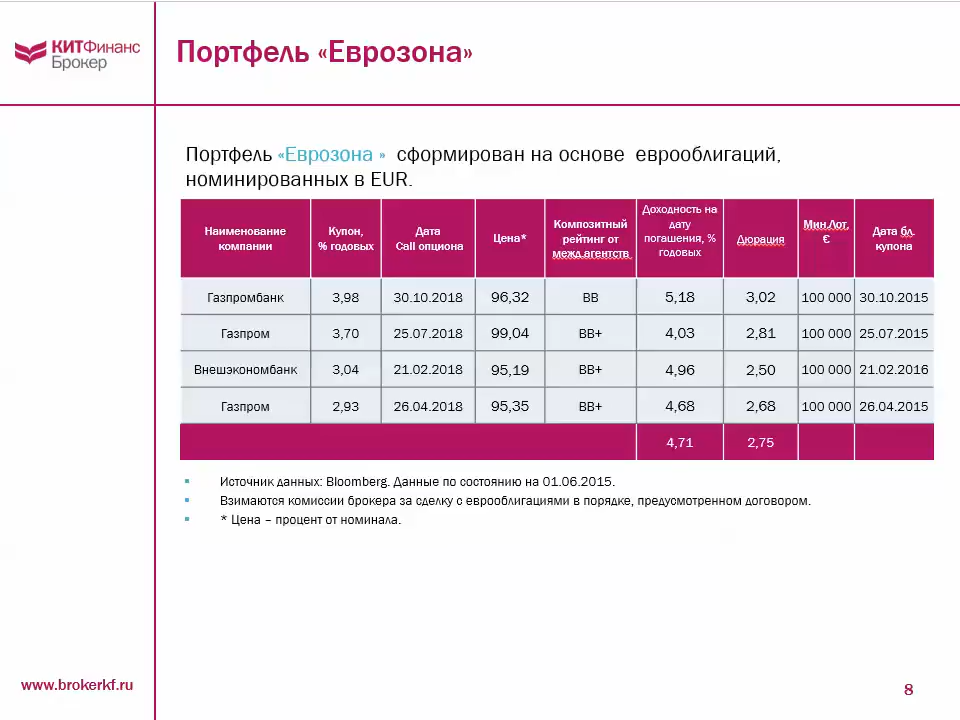 КИТФинанс
Брокер
Портфель «Еврозона»
Портфель «Еврозона » сформирован на основе еврооблигаций,
номинированных в EUR.
Наименование компании | Купон, % годовых | Дата Call опциона | Цена* | Композитный рейтинг от межд.агентств | Доходность на дату погашения, % годовых | Дюрация | Мин.Лот, € | Дата бл. купона
Газпромбанк | 3,98 | 30.10.2018 | 96,32 | BB | 5,18 | 3,02 | 100 000 | 30.10.2015
Газпром | 3,70 | 25.07.2018 | 99,04 | BB+ | 4,03 | 2,81 | 100 000 | 25.07.2015
Внешэкономбанк | 3,04 | 21.02.2018 | 95,19 | BB+ | 4,96 | 2,50 | 100 000 | 21.02.2016
Газпром | 2,93 | 26.04.2018 | 95,35 | BB+ | 4,68 | 2,68 | 100 000 | 26.04.2015
4,71 | 2,75
Источник данных: Bloomberg. Данные по состоянию на 01.06.2015.
Взимаются комиссии брокера за сделку с еврооблигациями в порядке, предусмотренном договором.
* Цена – процент от номинала.
www.brokerkf.ru
8